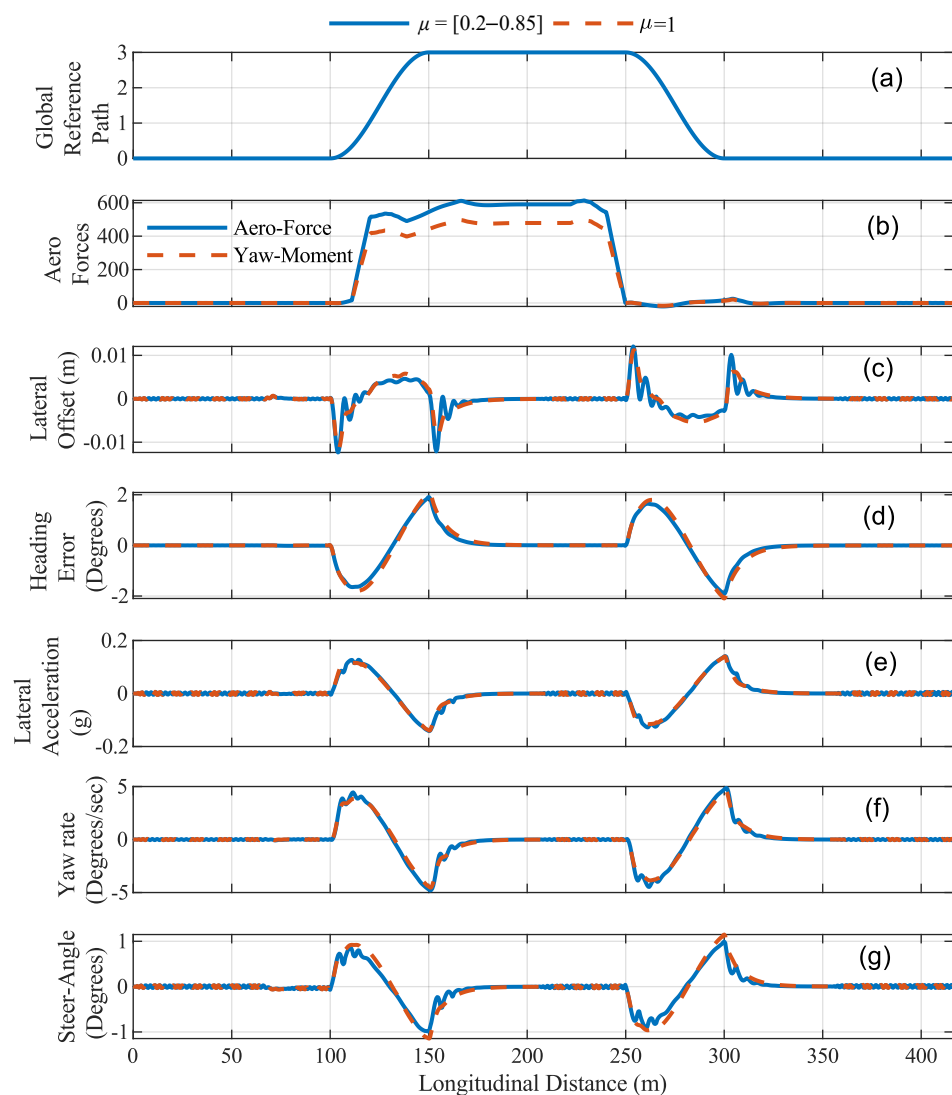 μ = [0.2−0.85] μ=1
(a)
Global
Reference
Path
3
2
1
0
(b)
Aero
Forces
600
400
200
0
Aero-Force
Yaw-Moment
(c)
Lateral
Offset (m)
0.01
0
-0.01
(d)
Heading
Error
(Degrees)
2
0
-2
(e)
Lateral
Acceleration
(g)
0.2
0
-0.2
(f)
Yaw rate
(Degrees/sec)
5
0
-5
(g)
Steer-Angle
(Degrees)
1
0
-1
0 50 100 150 200 250 300 350 400
Longitudinal Distance (m)